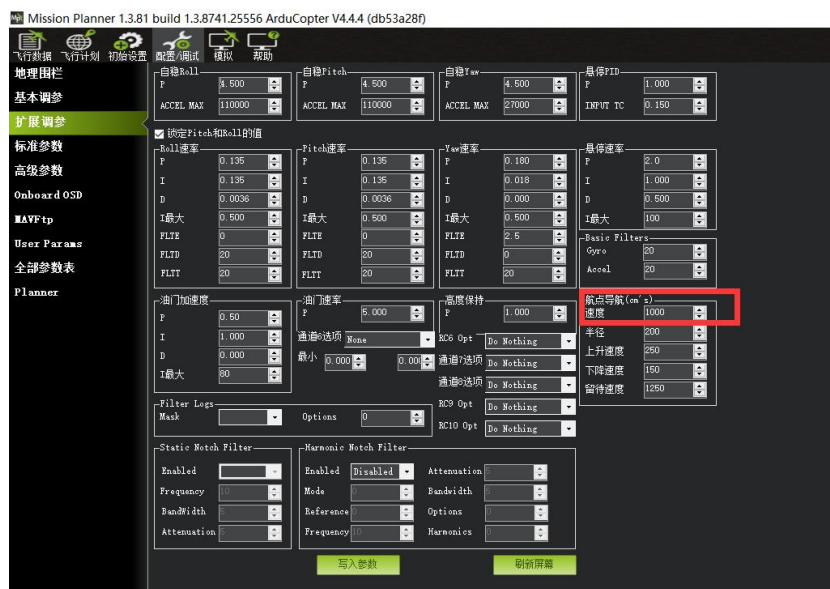 Mission Planner 1.3.81 build 1.3.8741.25556 ArduCopter V4.4.4 (db53a28f)
飞行数据 飞行计划 初始设置 配置/调试 模拟 帮助
地理围栏
基本调参
扩展调参
标准参数
高级参数
Onboard OSD
MAVFtp
User Params
全部参数表
Planner
自稳Roll
P 4.500
ACCEL MAX 110000
自稳Pitch
P 4.500
ACCEL MAX 110000
自稳Yaw
P 4.500
ACCEL MAX 27000
悬停PID
P 1.000
INPUT TC 0.150
锁定Pitch和Roll的值
Roll速率
P 0.135
I 0.135
D 0.0036
I最大 0.500
FLTE 0
FLTD 20
FLTT 20
Pitch速率
P 0.135
I 0.135
D 0.0036
I最大 0.500
FLTE 0
FLTD 20
FLTT 20
Yaw速率
P 0.180
I 0.018
D 0.000
I最大 0.500
FLTE 2.5
FLTD 0
FLTT 20
悬停速率
P 2.0
I 1.000
D 0.500
I最大 100
Basic Filters
Gyro 20
Accel 20
油门加速度
P 0.50
I 1.000
D 0.000
I最大 80
油门速率
P 5.000
高度保持
P 1.000
航点导航(cm's)
速度 1000
半径 200
上升速度 250
下降速度 150
留待速度 1250
通道6选项 None
最小 0.000 0.000
RC6 Opt Do Nothing
通道7选项 Do Nothing
通道8选项 Do Nothing
RC9 Opt Do Nothing
RC10 Opt Do Nothing
Filter Logs
Mask Options 0
Static Notch Filter
Enabled
Frequency 10
BandWidth 5
Attenuation 5
Harmonic Notch Filter
Enabled Disabled Attenuation 5
Mode 0 Bandwidth 5
Reference 0 Options 0
Frequency 10 Harmonics 0
写入参数 刷新屏幕